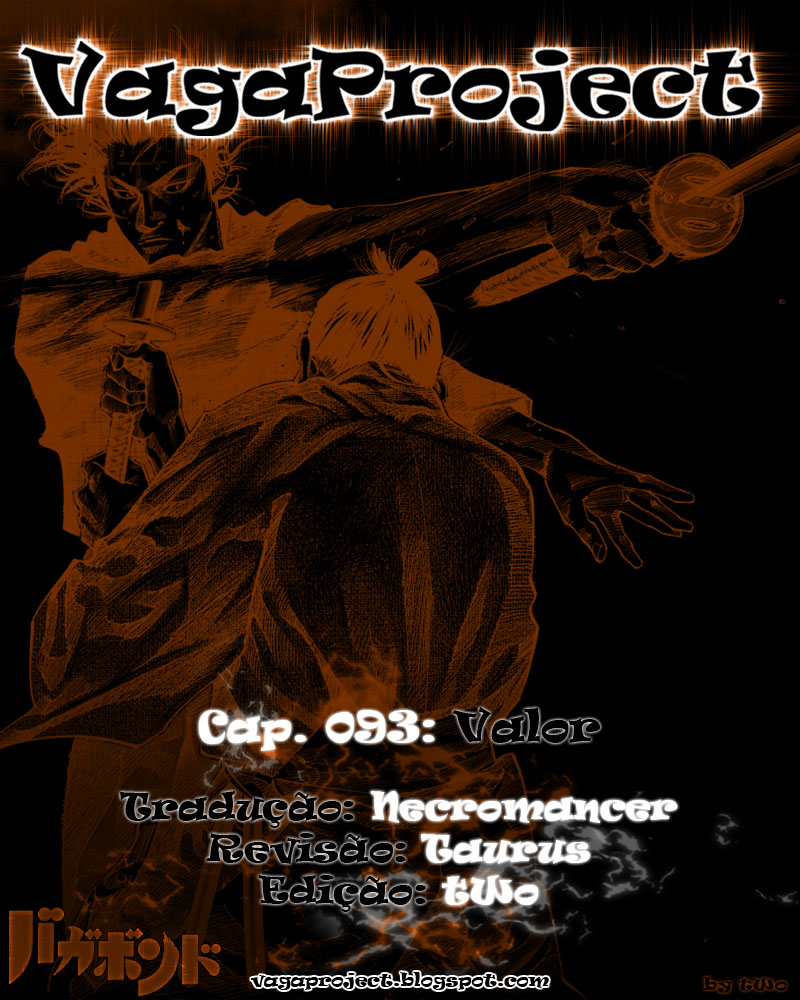 VagaProject
Cap. 093: Valor
Tradução: Necromancer
Revisão: Taurus
Edição: tWo
バガボンド
vagaproject.blogspot.com
by tWo